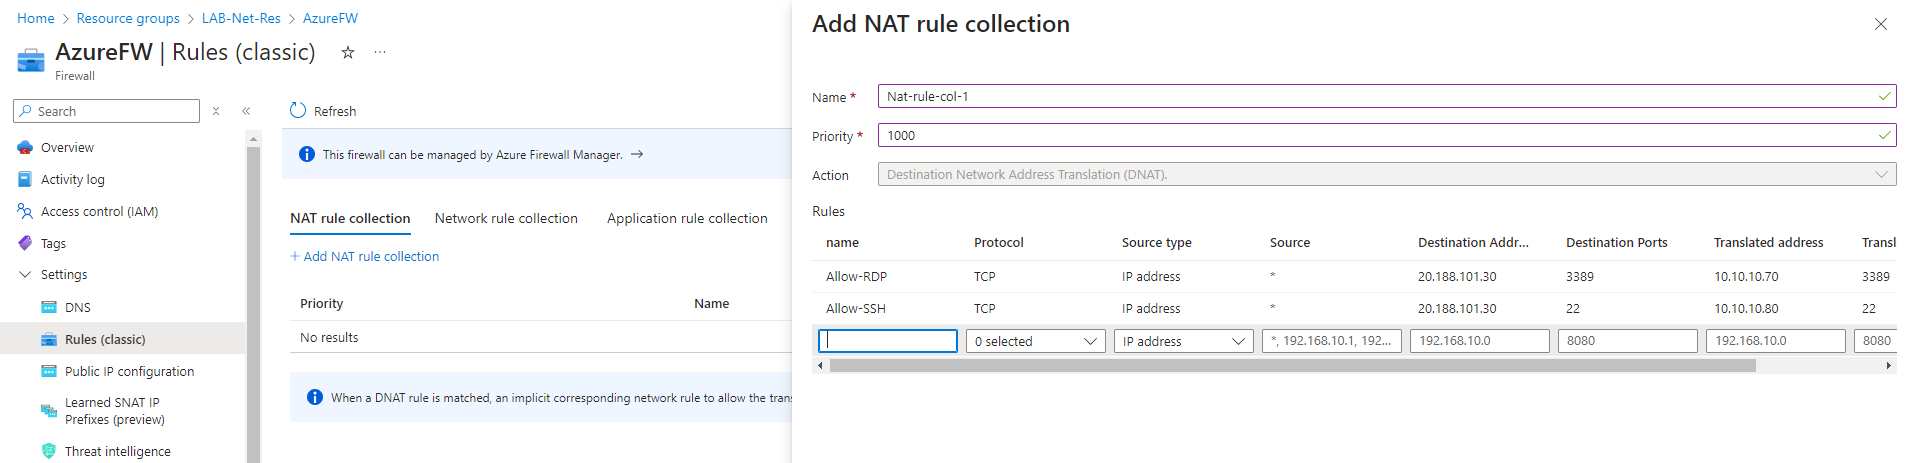 Home > Resource groups > LAB-Net-Res > AzureFW
AzureFW | Rules (classic)
Firewall
Search
Overview
Activity log
Access control (IAM)
Tags
Settings
DNS
Rules (classic)
Public IP configuration
Learned SNAT IP
Prefixes (preview)
Threat intelligence
Refresh
This firewall can be managed by Azure Firewall Manager. →
NAT rule collection Network rule collection Application rule collection
+ Add NAT rule collection
Priority Name
No results
When a DNAT rule is matched, an implicit corresponding network rule to allow the trans
Add NAT rule collection
Name * Nat-rule-col-1
Priority * 1000
Action Destination Network Address Translation (DNAT).
Rules
name Protocol Source type Source Destination Addr... Destination Ports Translated address Transl
Allow-RDP TCP IP address * 20.188.101.30 3389 10.10.10.70 3389
Allow-SSH TCP IP address * 20.188.101.30 22 10.10.10.80 22
0 selected IP address *, 192.168.10.1, 192... 192.168.10.0 8080 192.168.10.0 8080